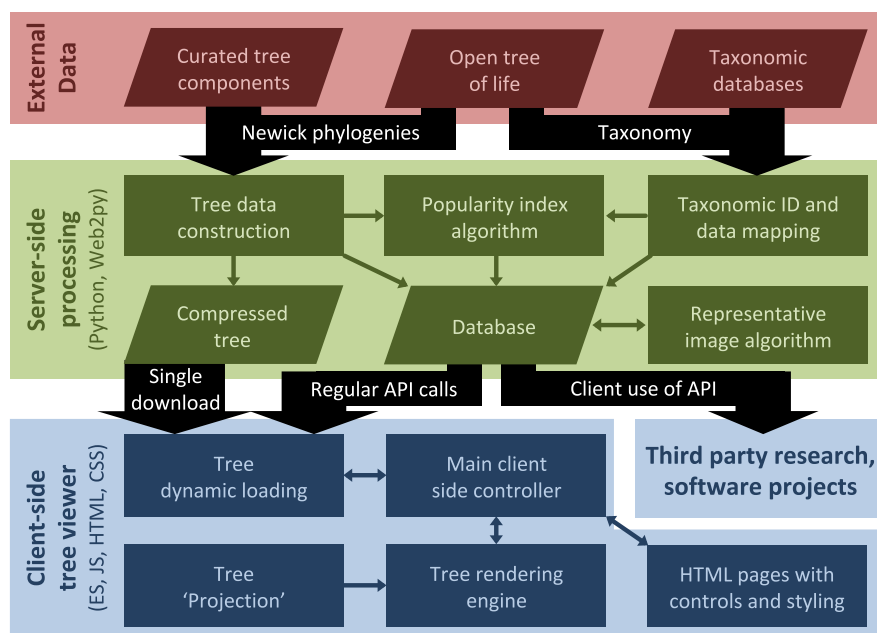 External
Data
Curated tree
components
Open tree
of life
Taxonomic
databases
Newick phylogenies
Taxonomy
Server-side
processing
(Python, Web2py)
Tree data
construction
Popularity index
algorithm
Taxonomic ID and
data mapping
Compressed
tree
Database
Representative
image algorithm
Single
download
Regular API calls
Client use of API
Client-side
tree viewer
(ES, JS, HTML, CSS)
Tree
dynamic loading
Main client
side controller
Third party research,
software projects
Tree
‘Projection’
Tree rendering
engine
HTML pages with
controls and styling